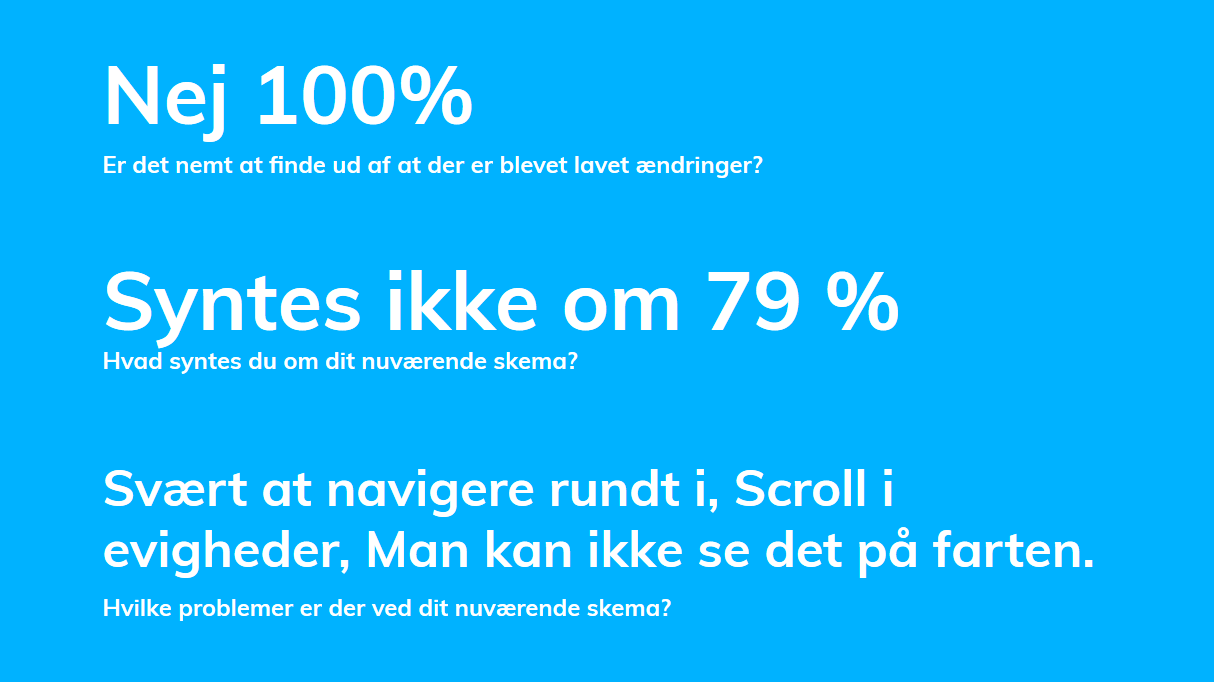 Nej 100%
Er det nemt at finde ud af at der er blevet lavet ændringer?
Syntes ikke om 79 %
Hvad syntes du om dit nuværende skema?
Svært at navigere rundt i, Scroll i
evigheder, Man kan ikke se det på farten.
Hvilke problemer er der ved dit nuværende skema?